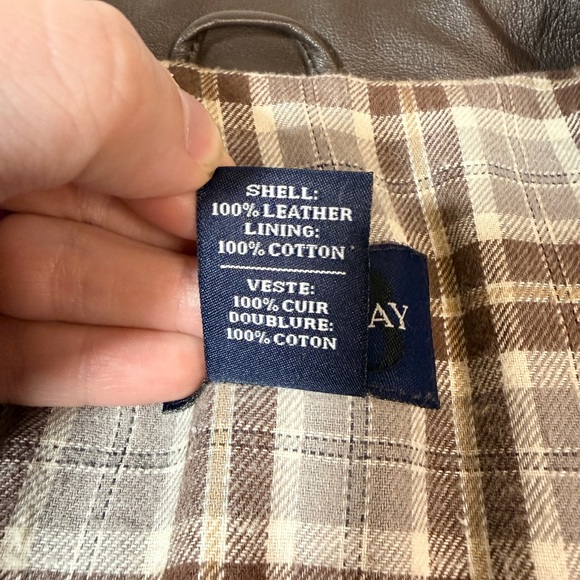 SHELL:
100% LEATHER
LINING:
100% COTTON
VESTE:
100% CUIR
DOUBLURE:
100% COTON
AY